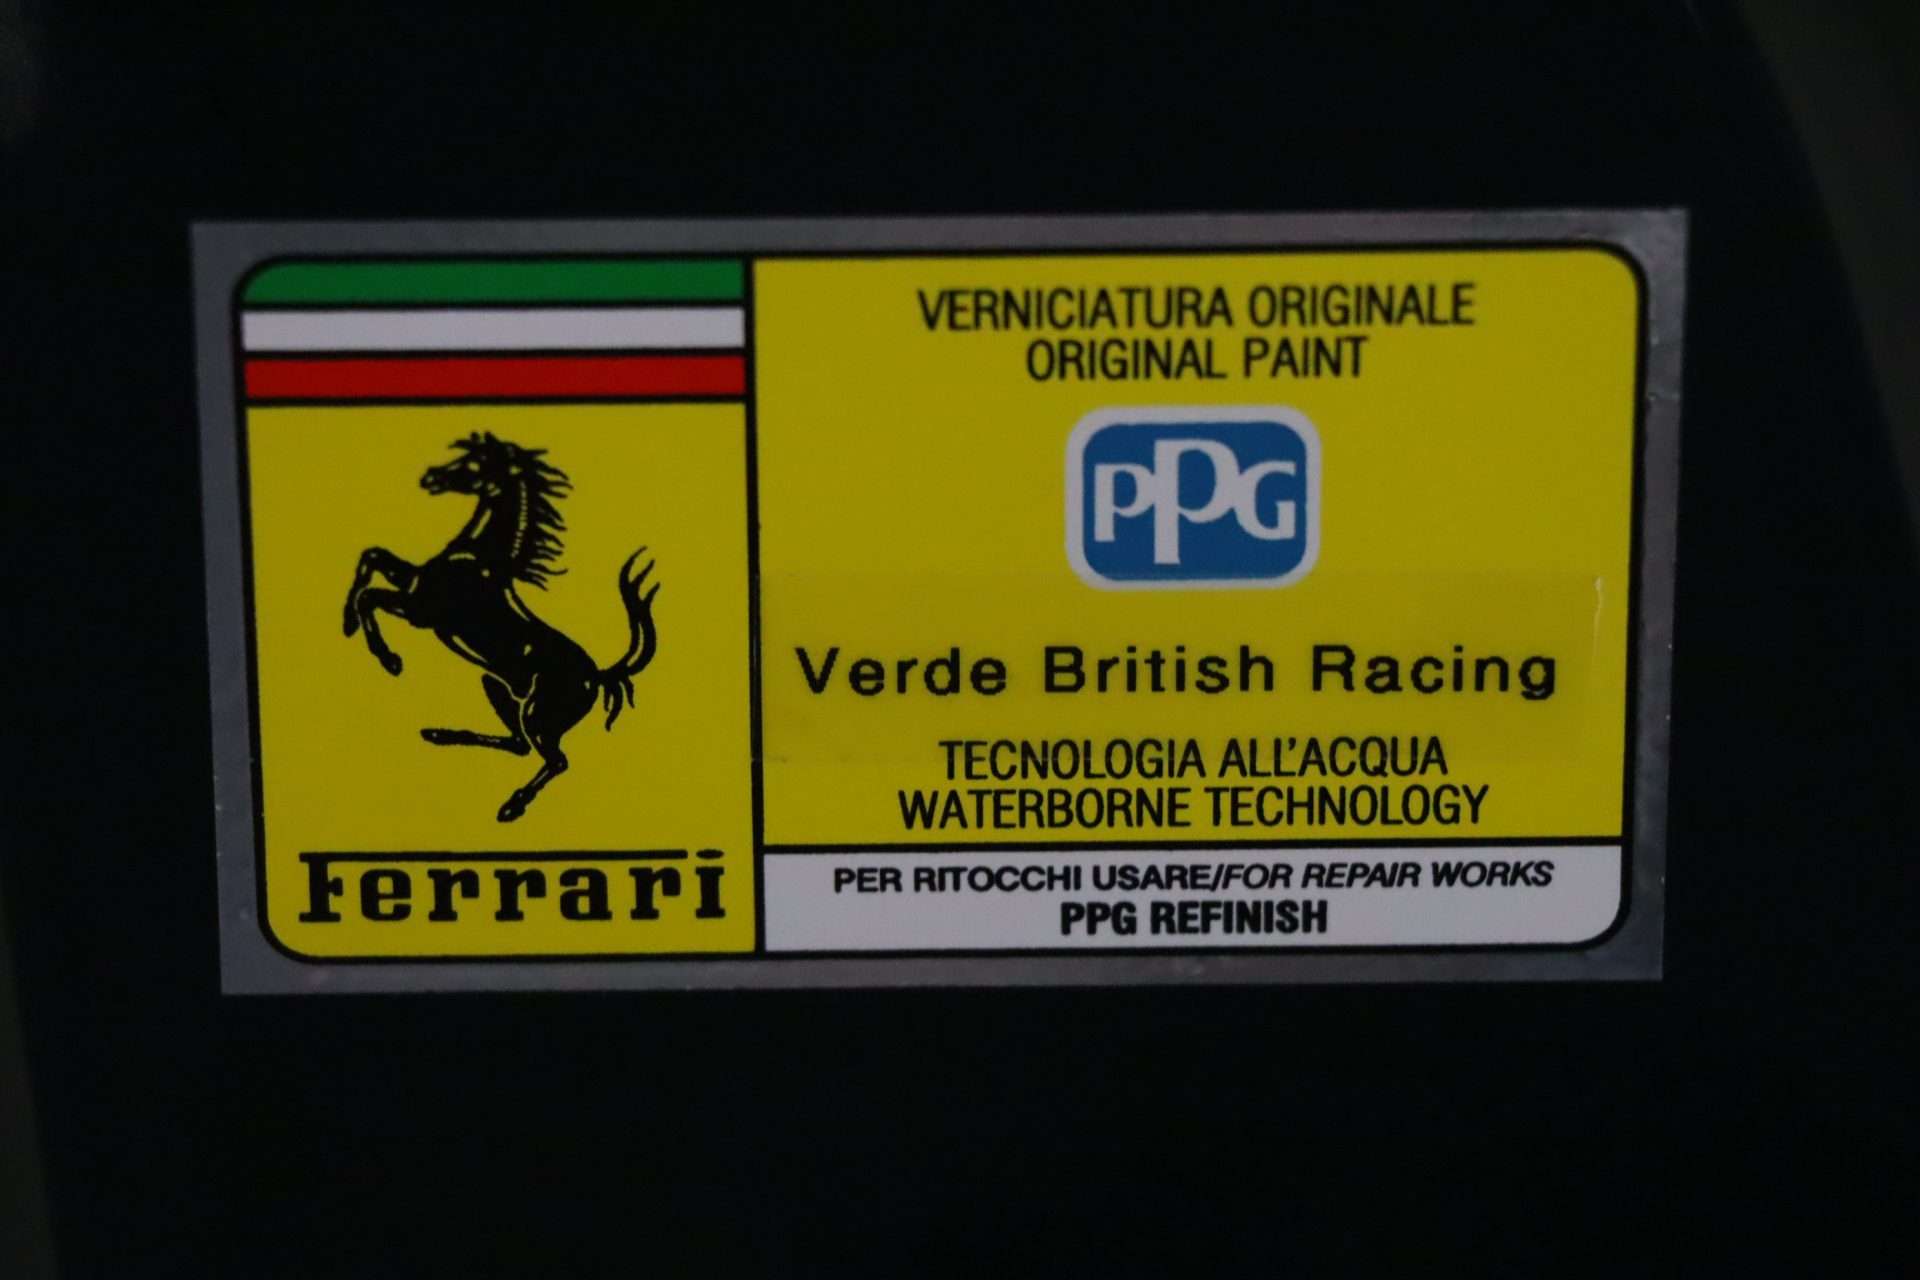 VERNICIATURA ORIGINALE
ORIGINAL PAINT
PPG
Verde British Racing
TECNOLOGIA ALL'ACQUA
WATERBORNE TECHNOLOGY
Ferrari
PER RITOCCHI USARE/FOR REPAIR WORKS
PPG REFINISH